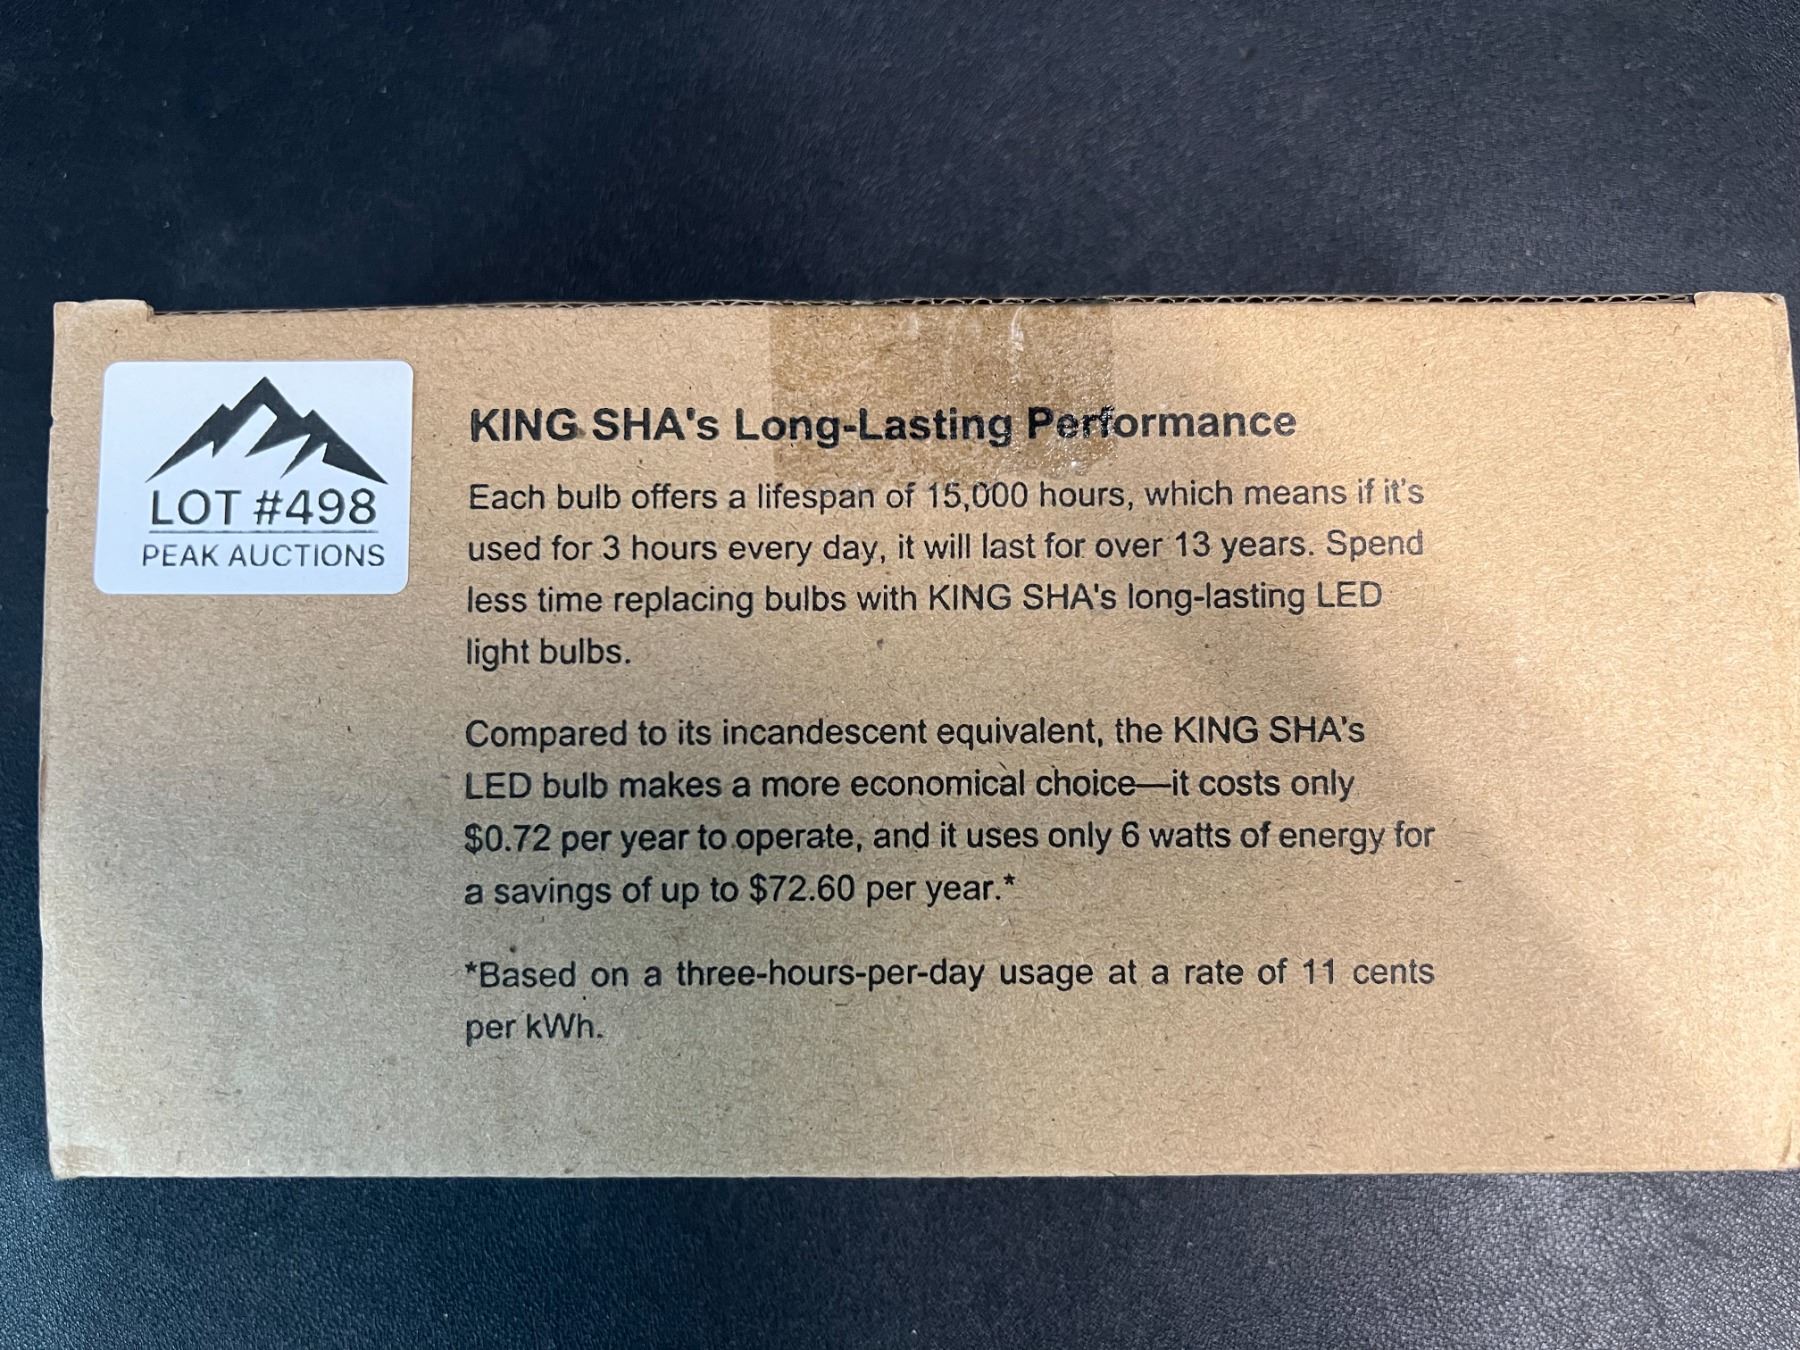 LOT #498
PEAK AUCTIONS
KING SHA's Long-Lasting Performance
Each bulb offers a lifespan of 15,000 hours, which means if it's
used for 3 hours every day, it will last for over 13 years. Spend
less time replacing bulbs with KING SHA's long-lasting LED
light bulbs.
Compared to its incandescent equivalent, the KING SHA's
LED bulb makes a more economical choice—it costs only
$0.72 per year to operate, and it uses only 6 watts of energy for
a savings of up to $72.60 per year.*
*Based on a three-hours-per-day usage at a rate of 11 cents
per kWh.